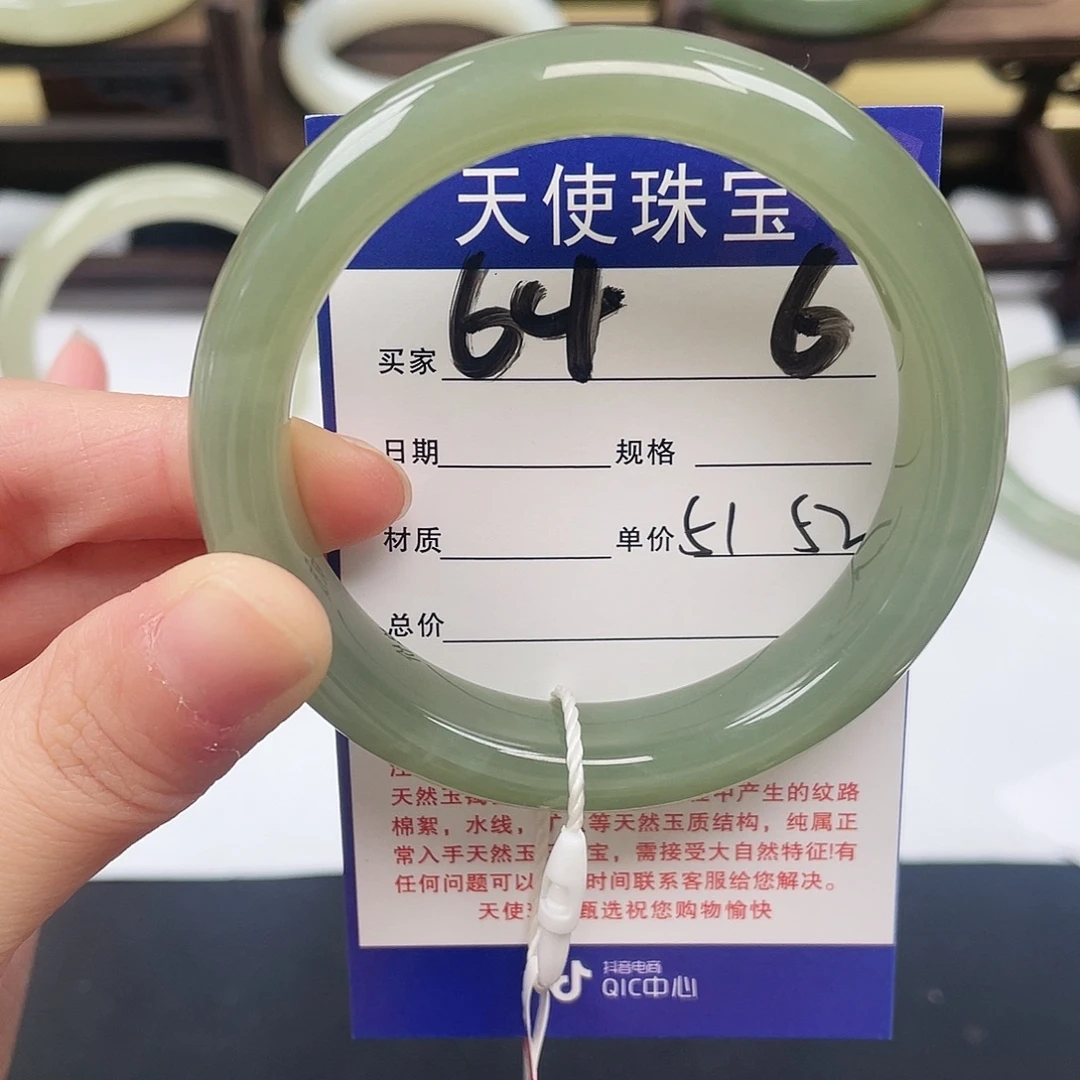 天使珠宝
64 6
买家
日期 规格
材质 单价 51 52
总价
天然玉 中产生的纹路
棉絮，水线， 等天然玉质结构，纯属正
常入手天然玉 宝，需接受大自然特征!有
任何问题可以 时间联系客服给您解决。
天使 甄选祝您购物愉快
抖音电商
QIC中心